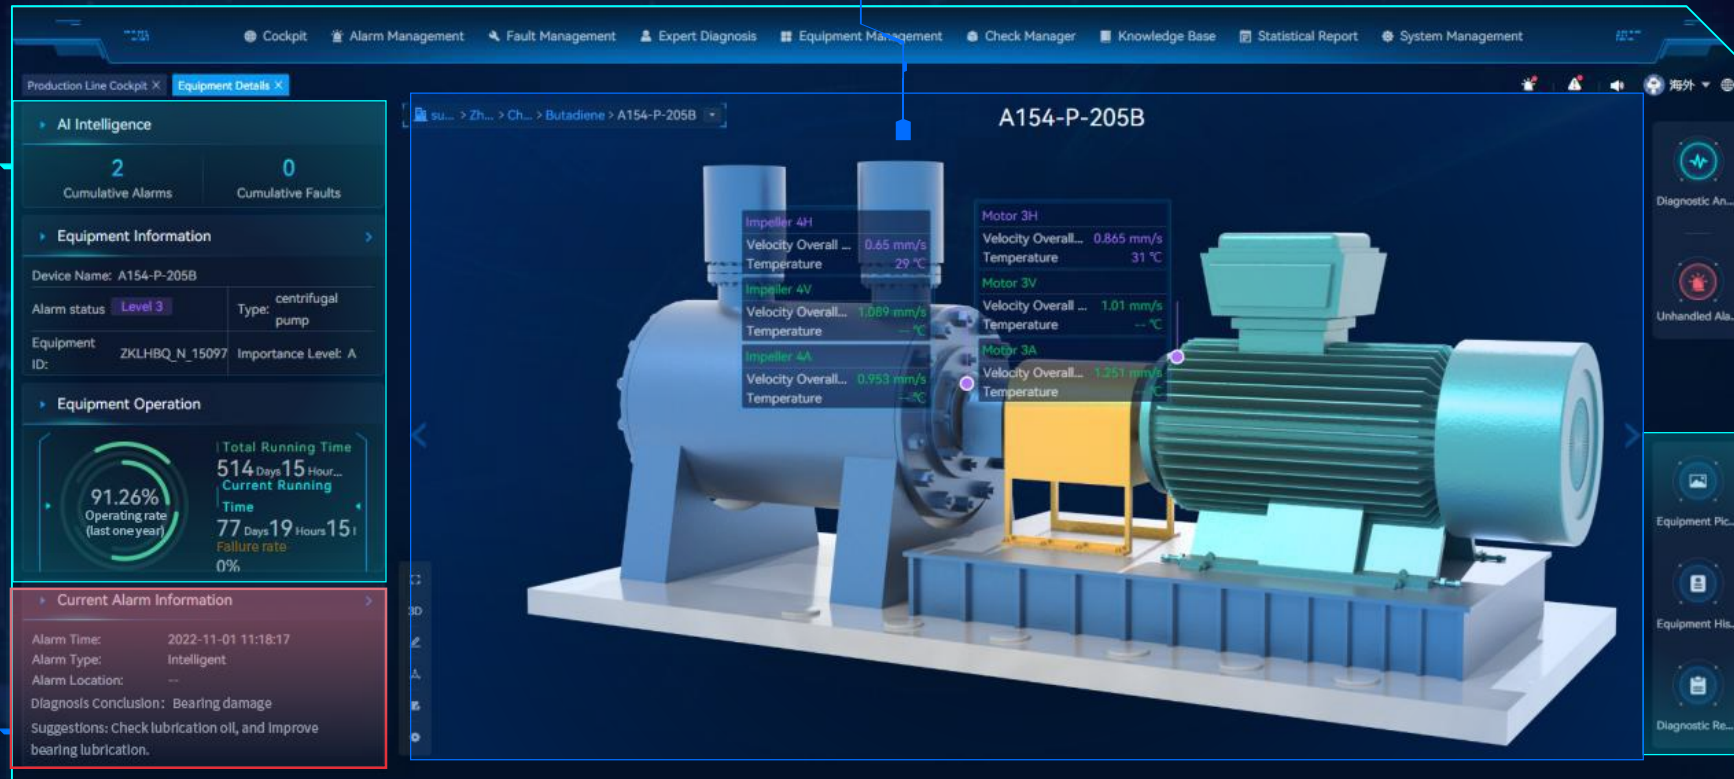 Cockpit Alarm Management Fault Management Expert Diagnosis Equipment Management Check Manager Knowledge Base Statistical Report System Management
Production Line Cockpit Equipment Details 海外
AI Intelligence
2 0
Cumulative Alarms Cumulative Faults
Equipment Information
Device Name: A154-P-205B
Alarm status Level 3 Type: centrifugal pump
Equipment ID: ZKLHBQ_N_15097 Importance Level: A
Equipment Operation
91.26%
Operating rate
(last one year)
Total Running Time
514 Days 15 Hour...
Current Running
Time
77 Days 19 Hours 15
Failure rate
0%
Current Alarm Information
Alarm Time: 2022-11-01 11:18:17
Alarm Type: Intelligent
Alarm Location: --
Diagnosis Conclusion: Bearing damage
Suggestions: Check lubrication oil, and improve
bearing lubrication.
su... > Zh... > Ch... > Butadiene > A154-P-205B
A154-P-205B
Impeller 4H
Velocity Overall ... 0.65 mm/s
Temperature 29 ℃
Impeller 4V
Velocity Overall... 1.089 mm/s
Temperature -- ℃
Impeller 4A
Velocity Overall... 0.953 mm/s
Temperature -- ℃
Motor 3H
Velocity Overall... 0.865 mm/s
Temperature 31 ℃
Motor 3V
Velocity Overall ... 1.01 mm/s
Temperature -- ℃
Motor 3A
Velocity Overall... 1.251 mm/s
Temperature -- ℃
3D
Diagnostic An...
Unhandled Ala...
Equipment Pic...
Equipment His...
Diagnostic Re...